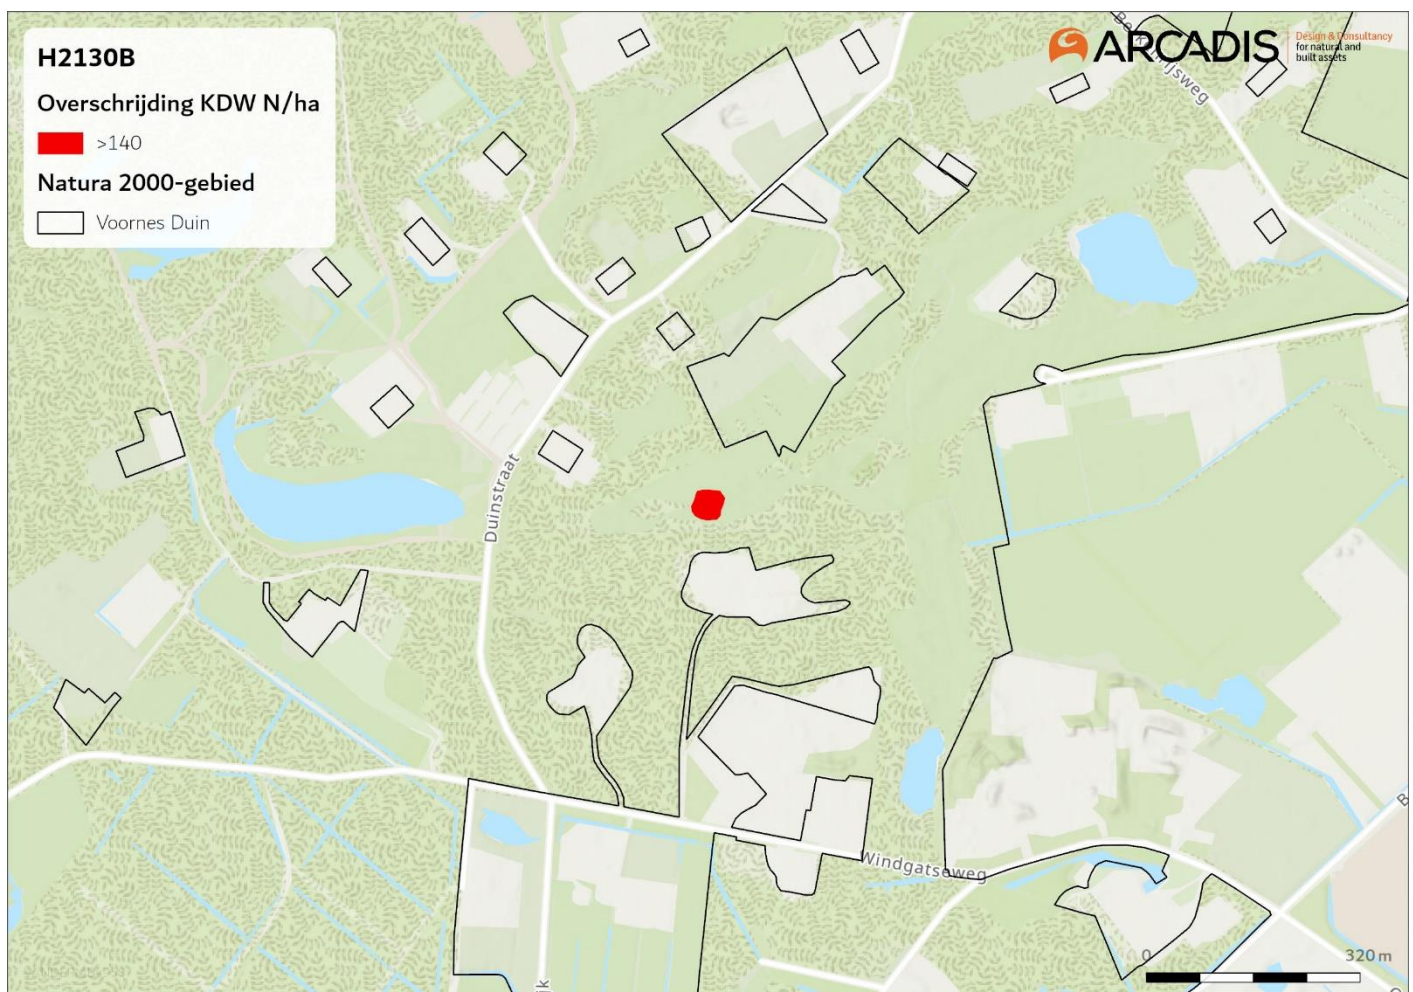 H2130B
Overschrijding KDW N/ha
>140
Natura 2000-gebied
Voornes Duin
ARCADIS
Design & Consultancy
for natural and
built assets
Duinstraat
Windgatseweg
0
320 m